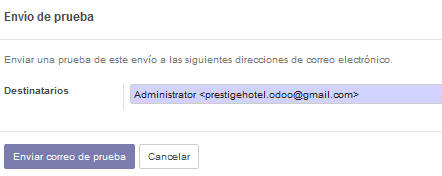 Envío de prueba
Enviar una prueba de este envío a las siguientes direcciones de correo electrónico.
Destinatarios Administrator <prestigehotel.odoo@gmail.com>
Enviar correo de prueba Cancelar